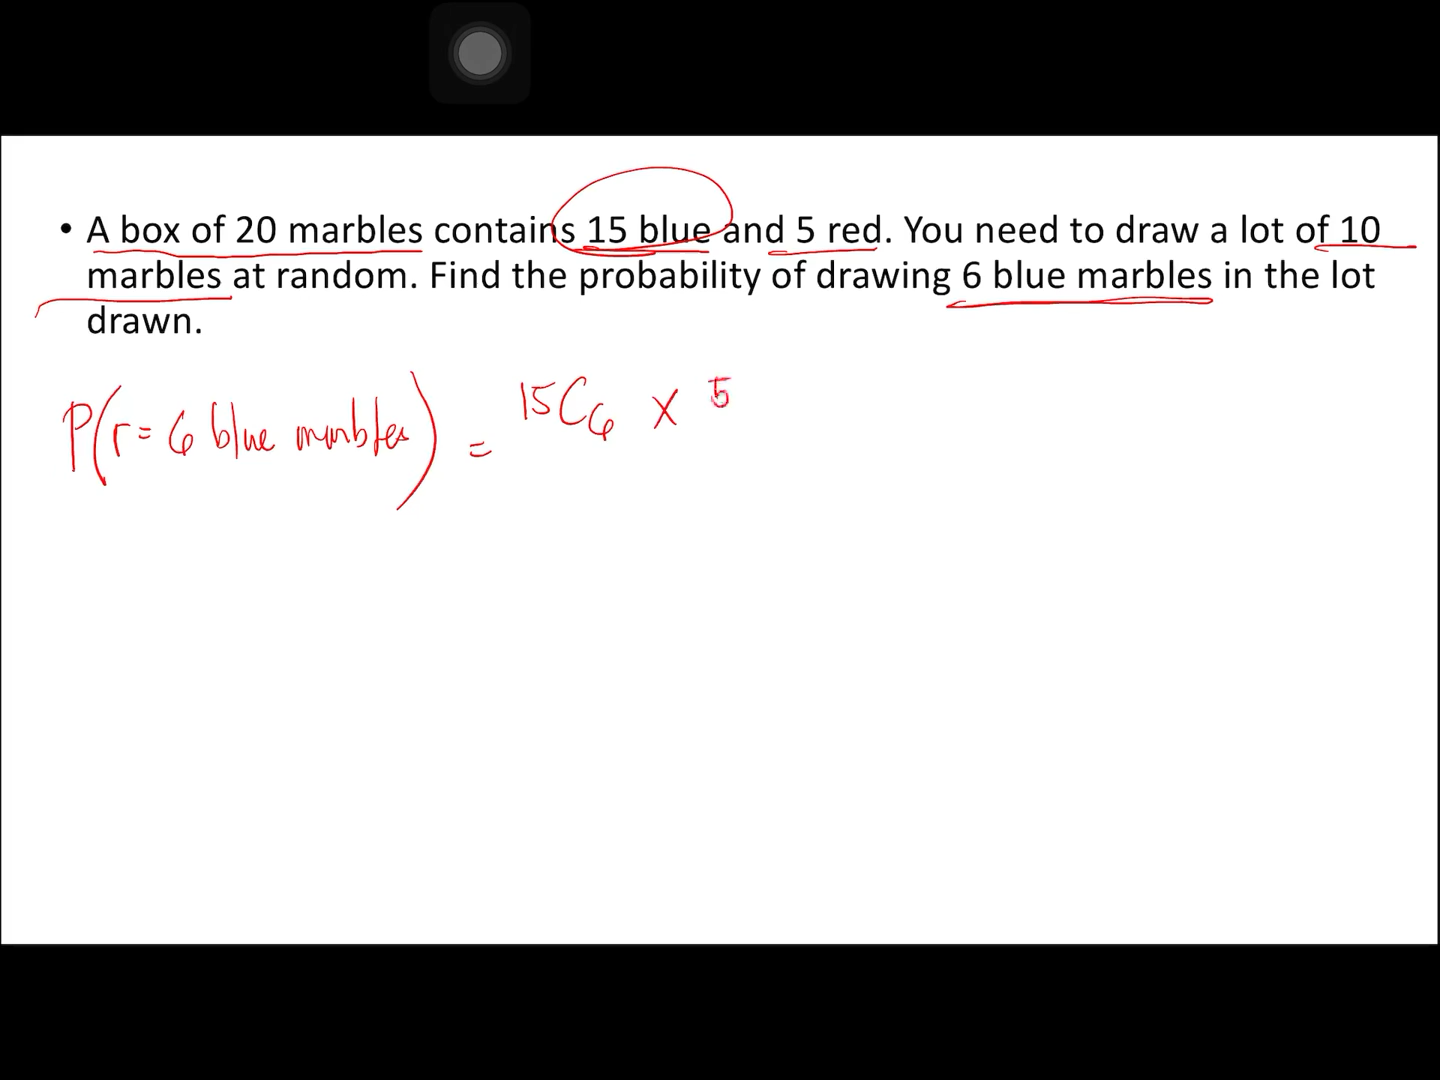 • A box of 20 marbles contains 15 blue and 5 red. You need to draw a lot of 10
marbles at random. Find the probability of drawing 6 blue marbles in the lot
drawn.
P(r = 6 blue marbles) = 15C6 x 5